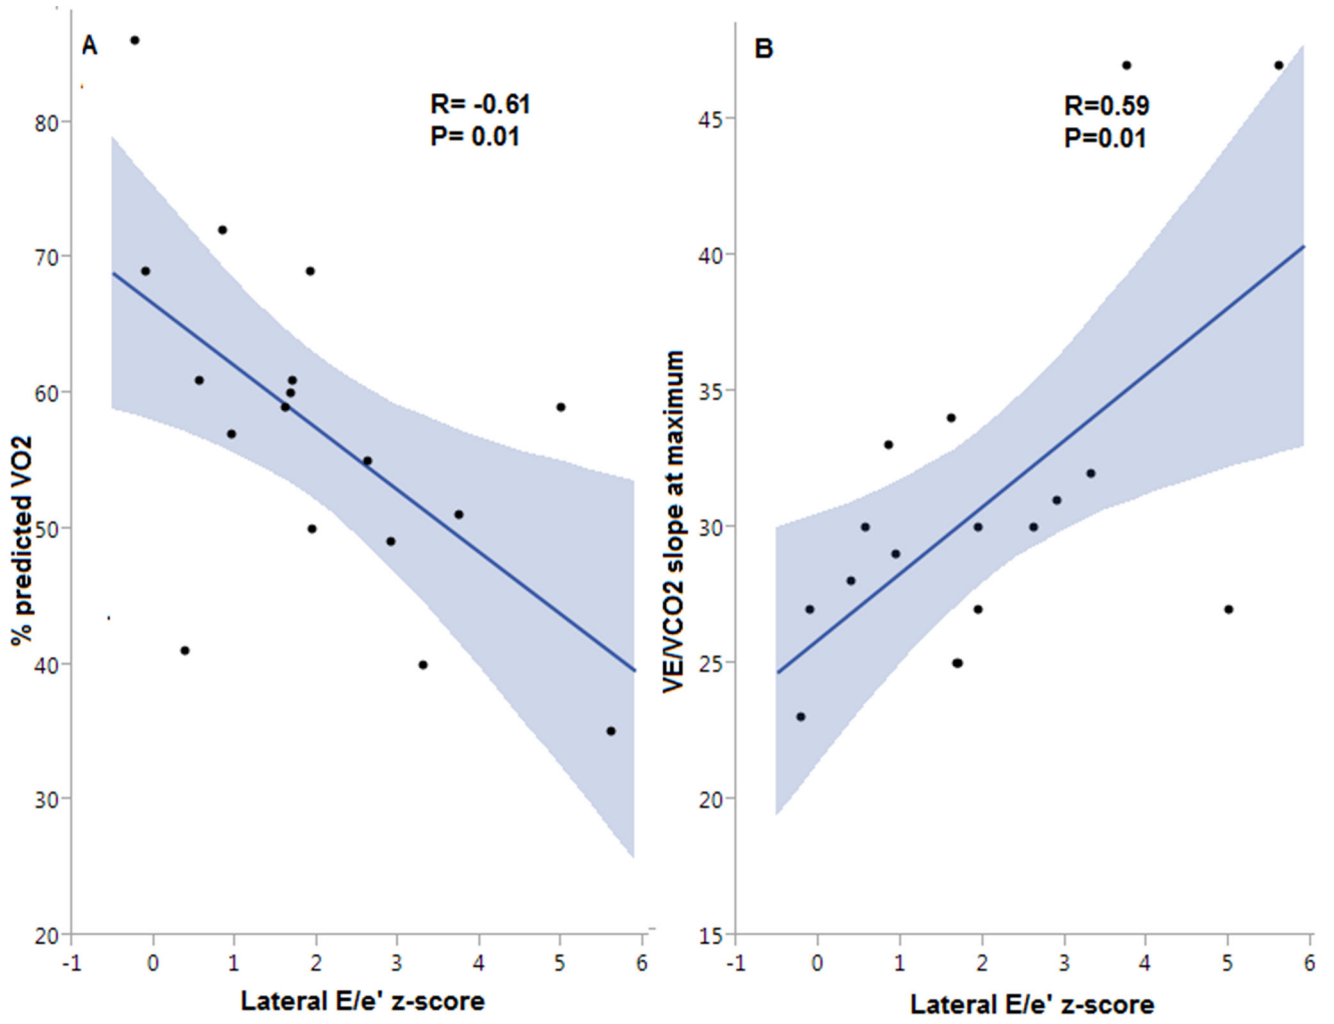 A
R= -0.61
P= 0.01
80
70
60
50
40
30
20
% predicted VO2
-1 0 1 2 3 4 5 6
Lateral E/e' z-score
B
R=0.59
P=0.01
45
40
35
30
25
20
15
VE/VCO2 slope at maximum
-1 0 1 2 3 4 5 6
Lateral E/e' z-score